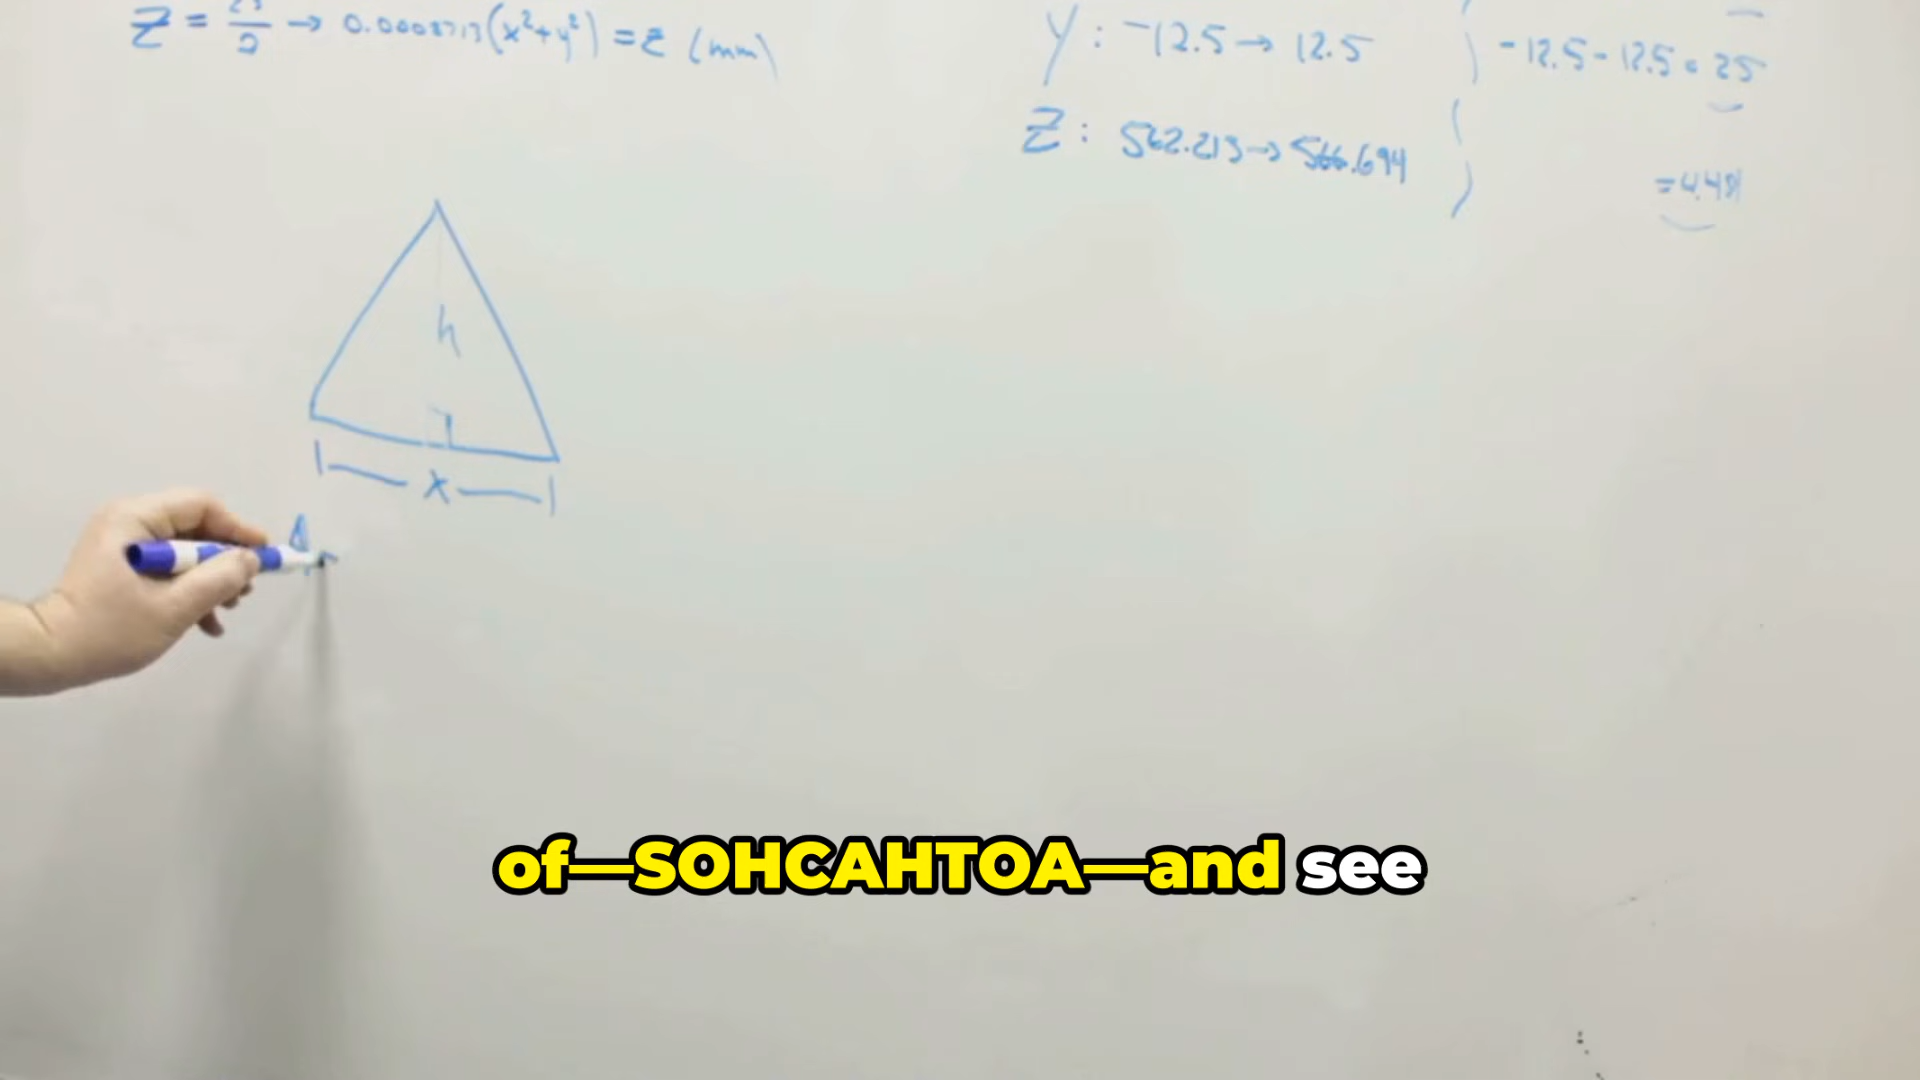 Z = → 0.0008713(x²+y²) = z (mm)
2
y: -12.5 → 12.5
-12.5 - 12.5 = 25
Z: 562.213 → 566.694
= 4.481
h
x
A
of—SOHCAHTOA—and see